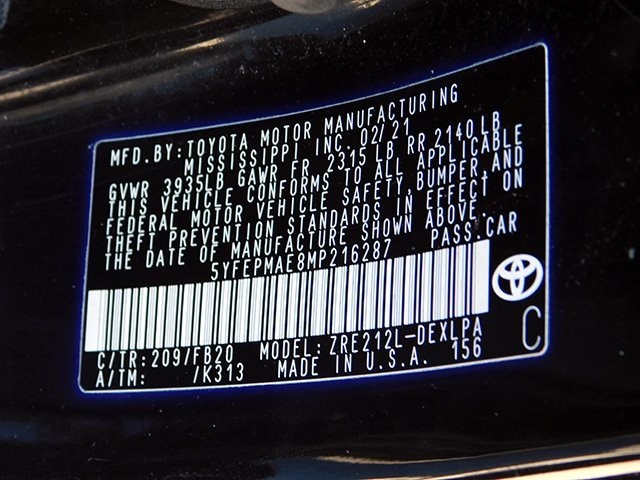 MFD.BY:TOYOTA MOTOR MANUFACTURING
MISSISSIPPI INC. 02/21
GVWR 3935LB GAWR FR 2315 LB RR 2140 LB
THIS VEHICLE CONFORMS TO ALL APPLICABLE
FEDERAL MOTOR VEHICLE SAFETY, BUMPER,AND
THEFT PREVENTION STANDARDS IN EFFECT ON
THE DATE OF MANUFACTURE SHOWN ABOVE.
5YFEPMAE8MP216287 PASS.CAR
C/TR:2097/FB20 MODEL: ZRE212L-DEXLPA
A/TM: /K313 MADE IN U.S.A. 156
C